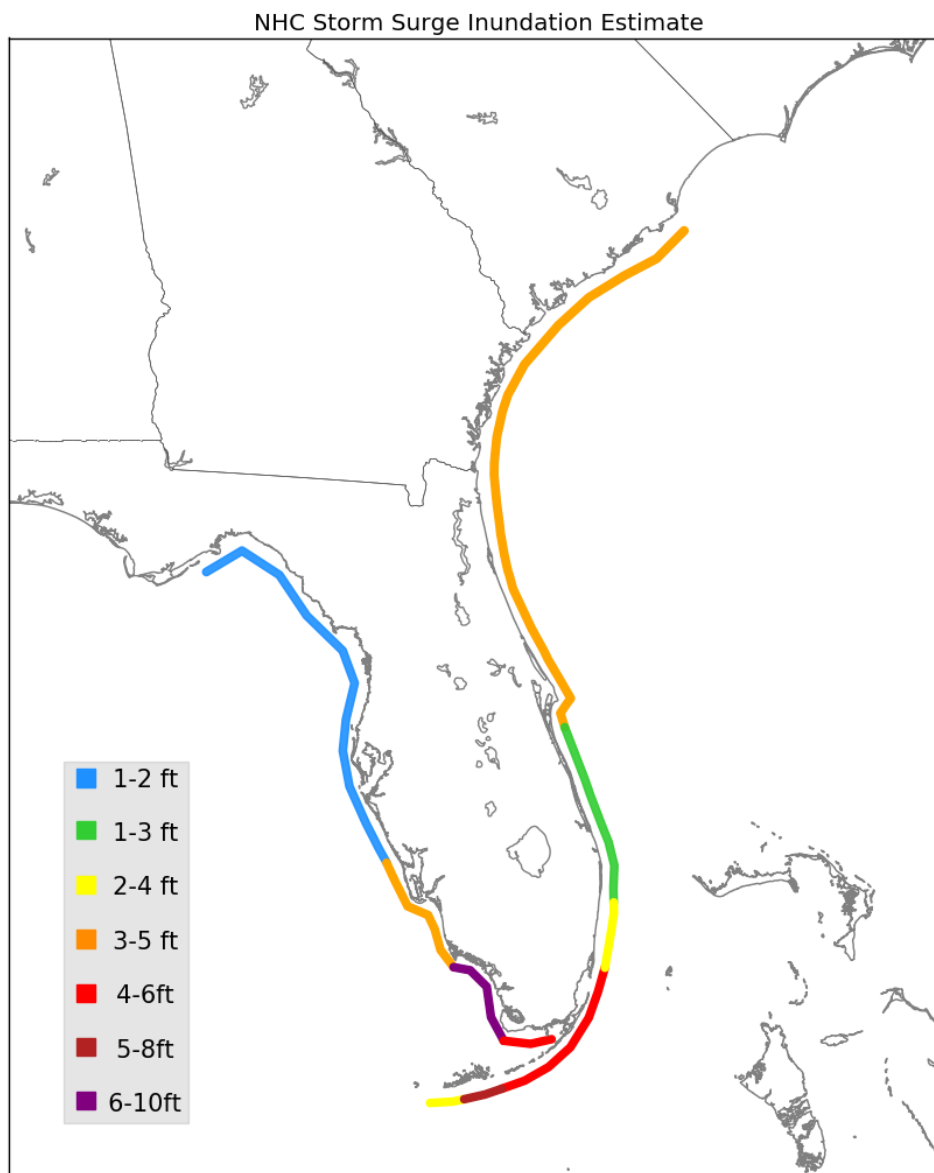 NHC Storm Surge Inundation Estimate
1-2 ft
1-3 ft
2-4 ft
3-5 ft
4-6ft
5-8ft
6-10ft